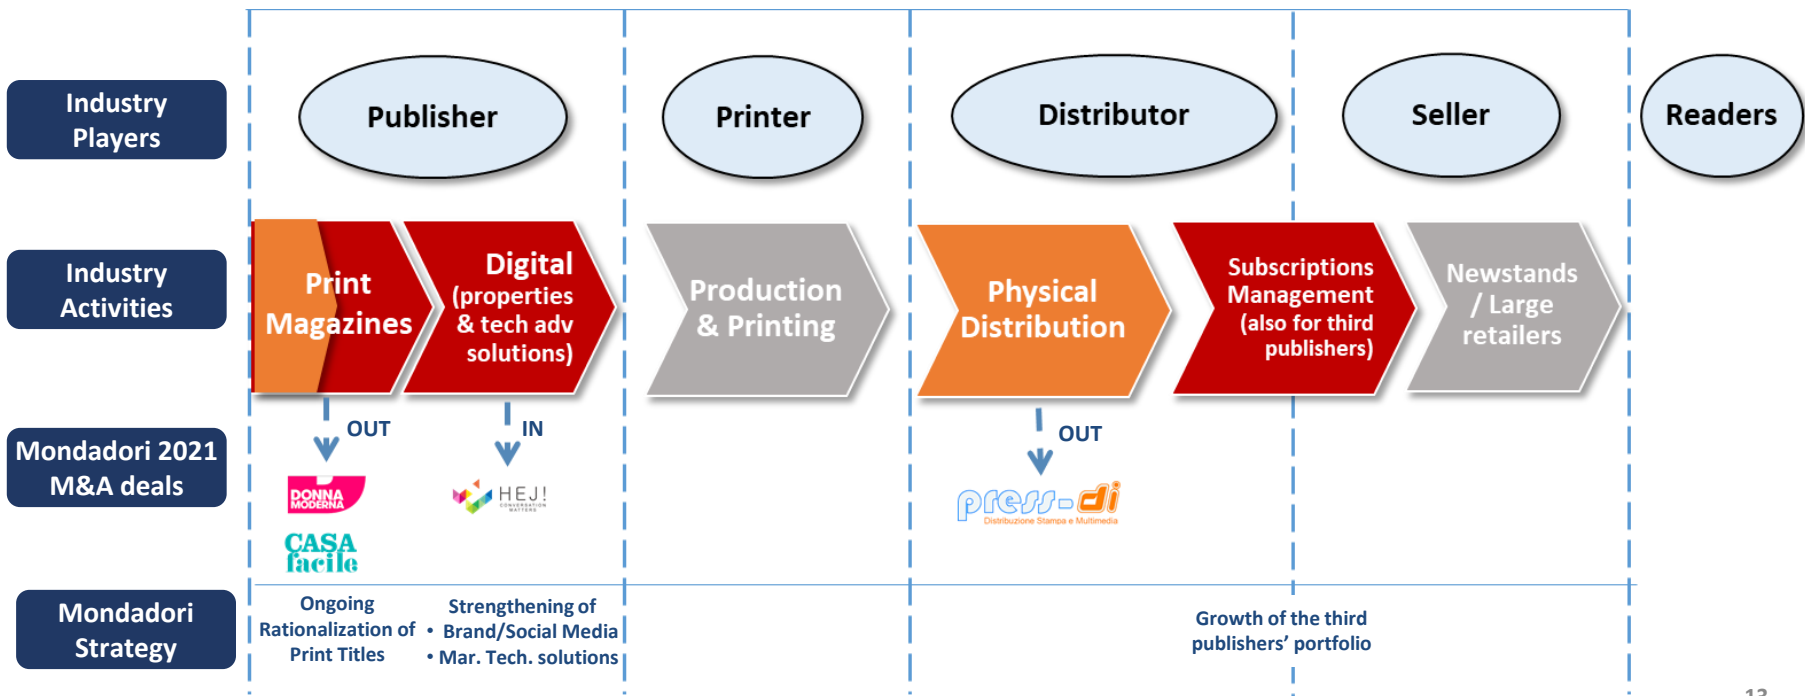 Industry
Players
Publisher
Printer
Distributor
Seller
Readers
Industry
Activities
Print
Magazines
Digital
(properties
& tech adv
solutions)
Production
& Printing
Physical
Distribution
Subscriptions
Management
(also for third
publishers)
Newstands
/ Large
retailers
Mondadori 2021
M&A deals
OUT
IN
OUT
DONNA
MODERNA
HEJ!
CONVERSATION
MATTERS
press-di
Distribuzione Stampa e Multimedia
CASA
facile
Mondadori
Strategy
Ongoing
Rationalization of
Print Titles
Strengthening of
• Brand/Social Media
• Mar. Tech. solutions
Growth of the third
publishers' portfolio
13